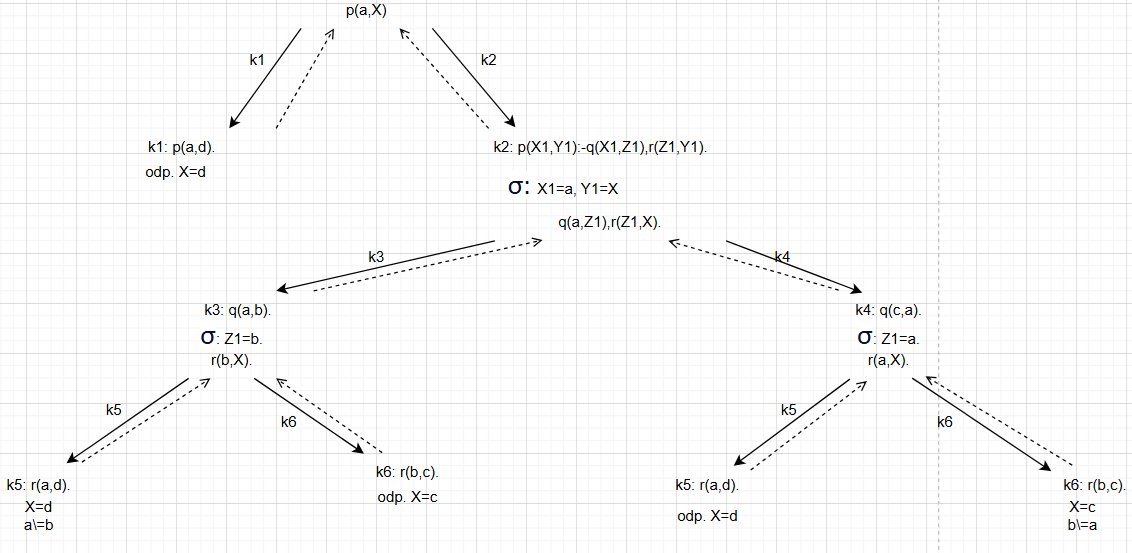 p(a,X)
k1
k2
k1: p(a,d).
odp. X=d
k2: p(X1,Y1):-q(X1,Z1),r(Z1,Y1).
σ: X1=a, Y1=X
q(a,Z1),r(Z1,X).
k3
k4
k3: q(a,b).
σ: Z1=b.
r(b,X).
k4: q(c,a).
σ: Z1=a.
r(a,X).
k5
k6
k5
k6
k5: r(a,d).
X=d
a\=b
k6: r(b,c).
odp. X=c
k5: r(a,d).
odp. X=d
k6: r(b,c).
X=c
b\=a